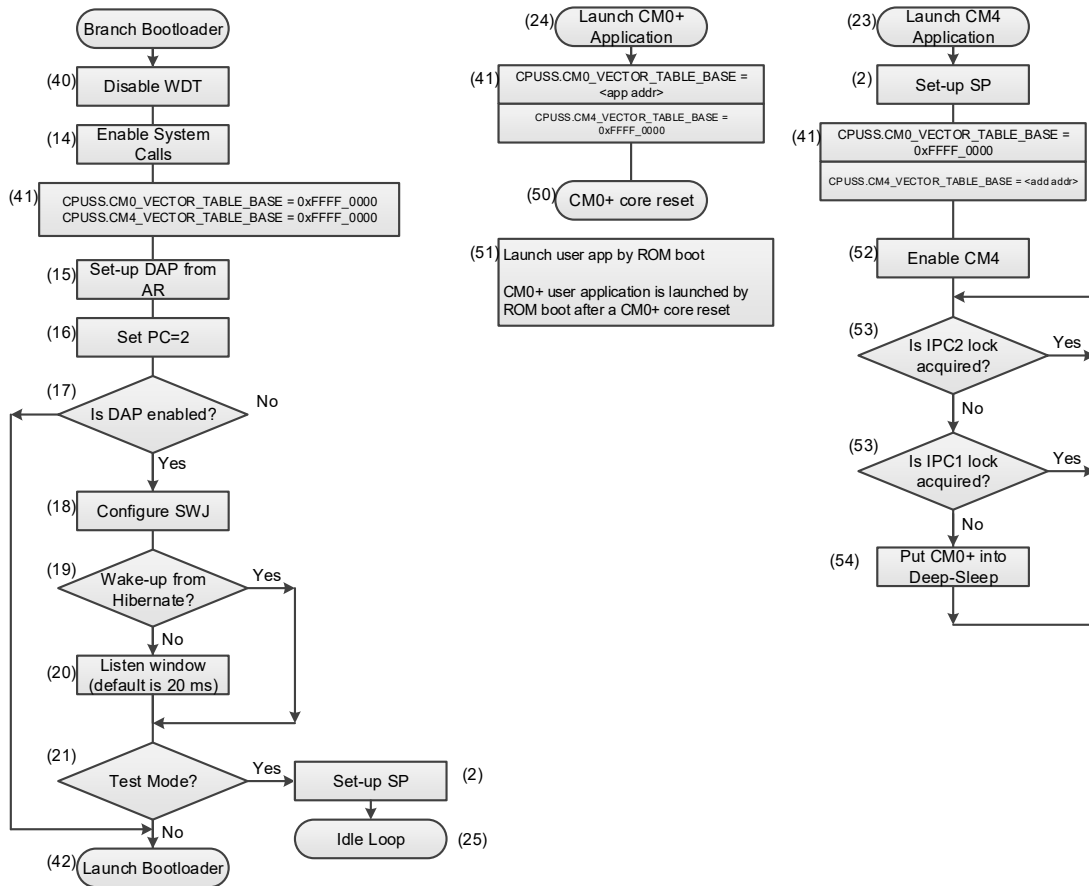 Branch Bootloader
(40)
Disable WDT
(14)
Enable System
Calls
(41)
CPUSS.CM0_VECTOR_TABLE_BASE = 0xFFFF_0000
CPUSS.CM4_VECTOR_TABLE_BASE = 0xFFFF_0000
(15)
Set-up DAP from
AR
(16)
Set PC=2
(17)
Is DAP enabled?
No
Yes
(18)
Configure SWJ
(19)
Wake-up from
Hibernate?
Yes
No
(20)
Listen window
(default is 20 ms)
(21)
Test Mode?
Yes
Set-up SP
(2)
Idle Loop
(25)
No
(42)
Launch Bootloader
(24)
Launch CM0+
Application
(41)
CPUSS.CM0_VECTOR_TABLE_BASE =
<app addr>
CPUSS.CM4_VECTOR_TABLE_BASE =
0xFFFF_0000
(50)
CM0+ core reset
(51)
Launch user app by ROM boot
CM0+ user application is launched by
ROM boot after a CM0+ core reset
(23)
Launch CM4
Application
(2)
Set-up SP
(41)
CPUSS.CM0_VECTOR_TABLE_BASE =
0xFFFF_0000
CPUSS.CM4_VECTOR_TABLE_BASE = <add addr>
(52)
Enable CM4
(53)
Is IPC2 lock
acquired?
Yes
No
(53)
Is IPC1 lock
acquired?
Yes
No
(54)
Put CM0+ into
Deep-Sleep